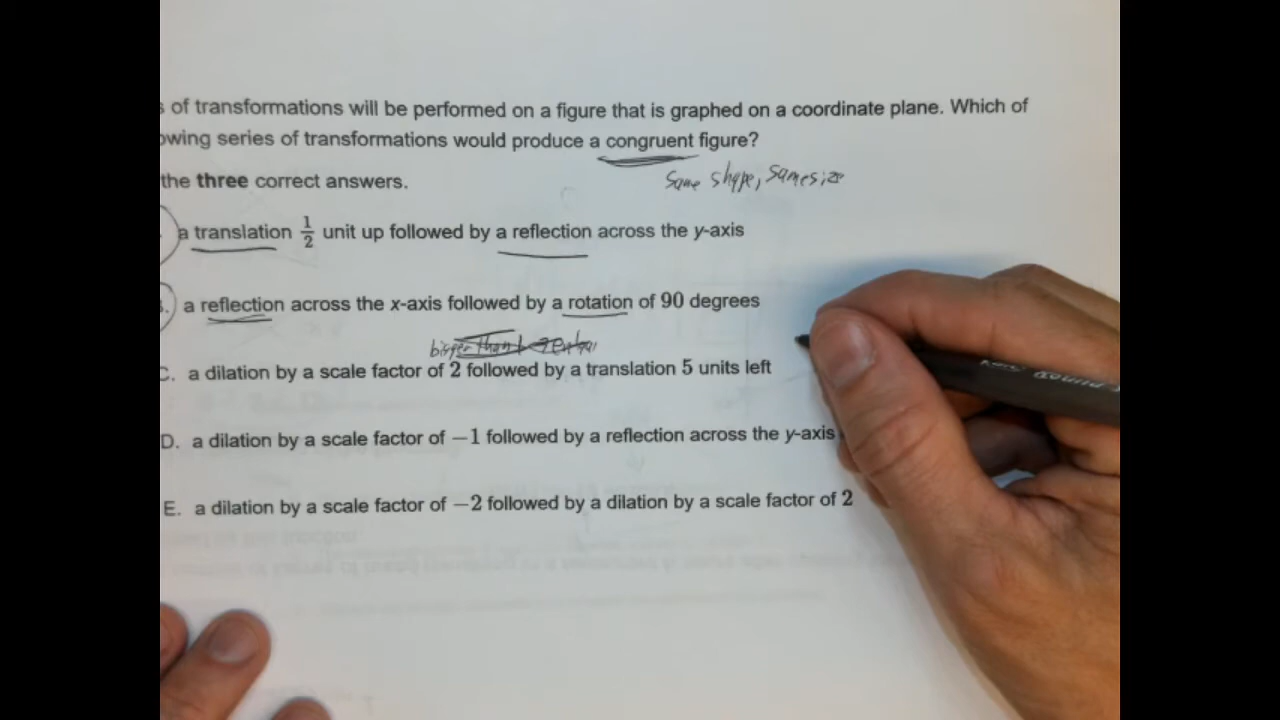 of transformations will be performed on a figure that is graphed on a coordinate plane. Which of
owing series of transformations would produce a congruent figure?
Same shape, same size
the three correct answers.
a translation 1/2 unit up followed by a reflection across the y-axis
a reflection across the x-axis followed by a rotation of 90 degrees
bigger than
C. a dilation by a scale factor of 2 followed by a translation 5 units left
D. a dilation by a scale factor of −1 followed by a reflection across the y-axis
E. a dilation by a scale factor of −2 followed by a dilation by a scale factor of 2